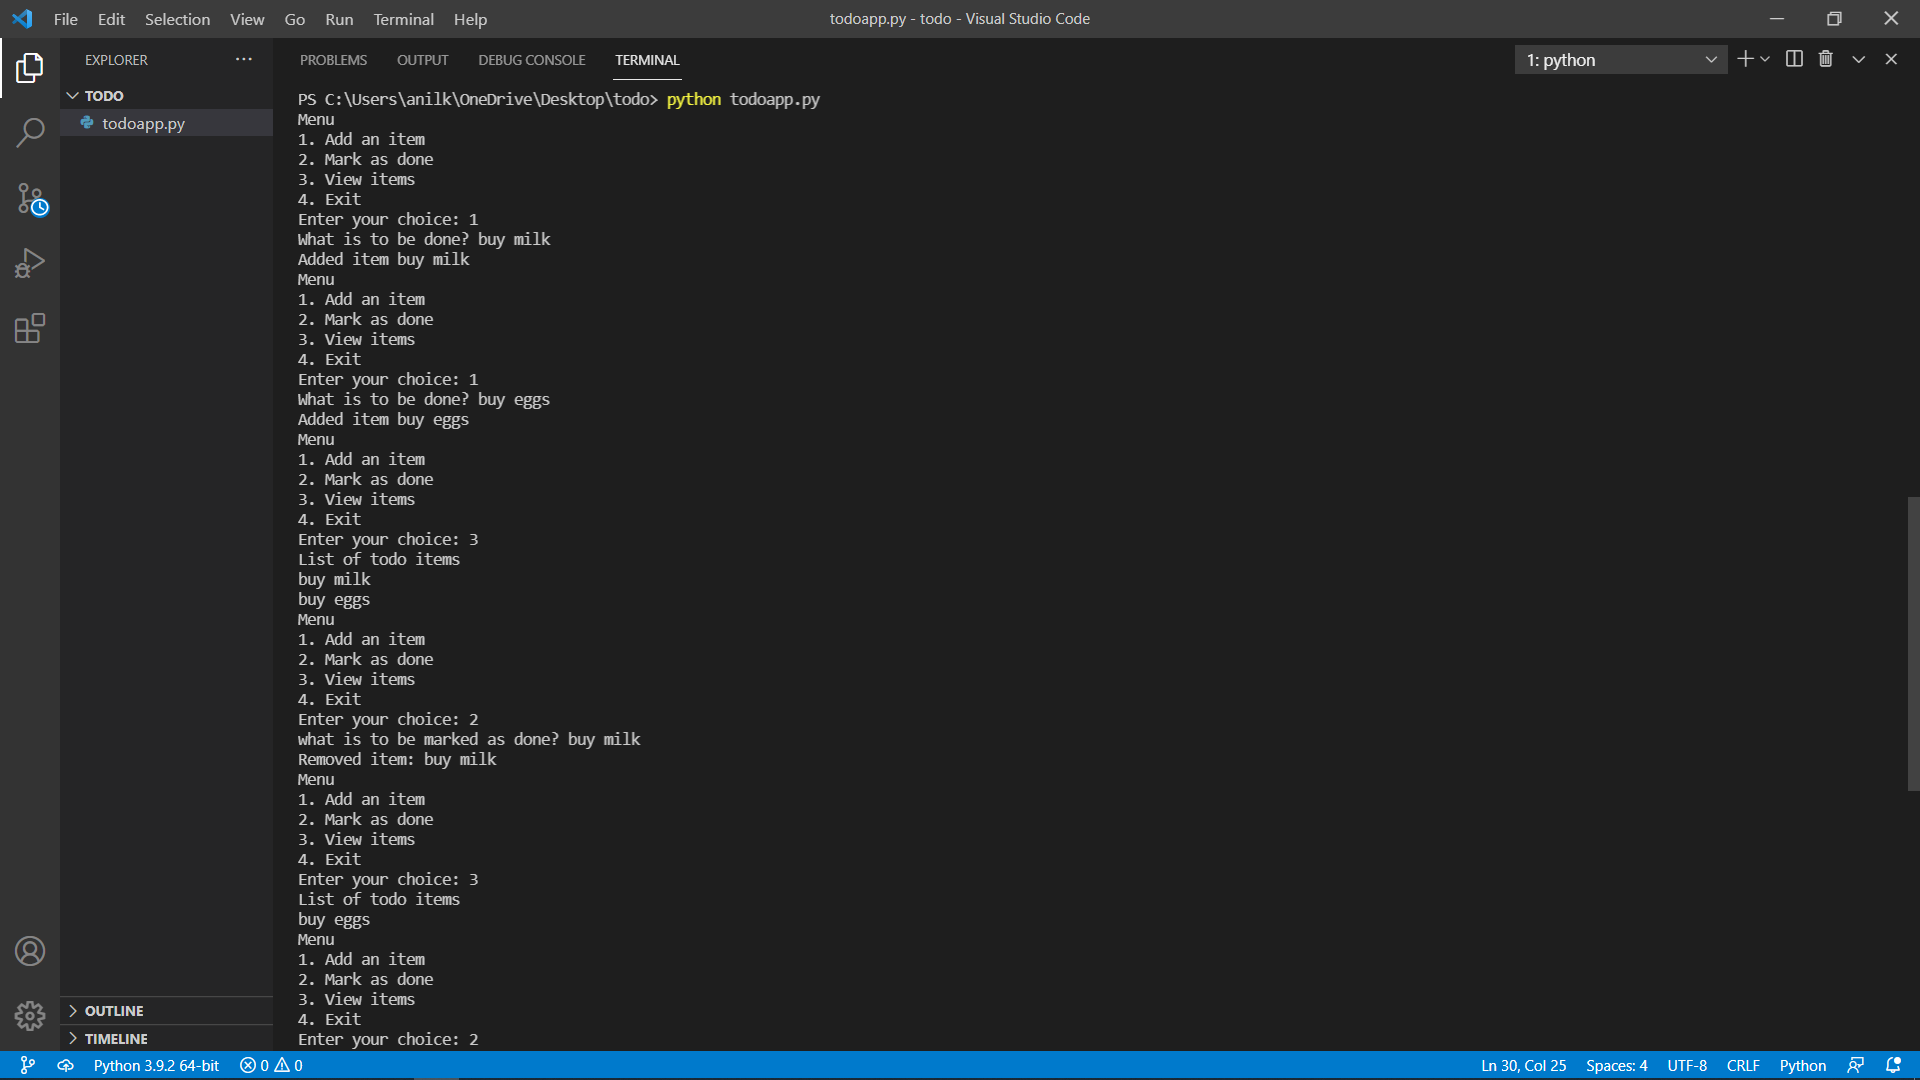 File Edit Selection View Go Run Terminal Help
todoapp.py - todo - Visual Studio Code
EXPLORER
TODO
todoapp.py
PROBLEMS OUTPUT DEBUG CONSOLE TERMINAL
1: python
PS C:\Users\anilk\OneDrive\Desktop\todo> python todoapp.py
Menu
1. Add an item
2. Mark as done
3. View items
4. Exit
Enter your choice: 1
What is to be done? buy milk
Added item buy milk
Menu
1. Add an item
2. Mark as done
3. View items
4. Exit
Enter your choice: 1
What is to be done? buy eggs
Added item buy eggs
Menu
1. Add an item
2. Mark as done
3. View items
4. Exit
Enter your choice: 3
List of todo items
buy milk
buy eggs
Menu
1. Add an item
2. Mark as done
3. View items
4. Exit
Enter your choice: 2
what is to be marked as done? buy milk
Removed item: buy milk
Menu
1. Add an item
2. Mark as done
3. View items
4. Exit
Enter your choice: 3
List of todo items
buy eggs
Menu
1. Add an item
2. Mark as done
3. View items
4. Exit
Enter your choice: 2
OUTLINE
TIMELINE
Python 3.9.2 64-bit 0 0
Ln 30, Col 25 Spaces: 4 UTF-8 CRLF Python